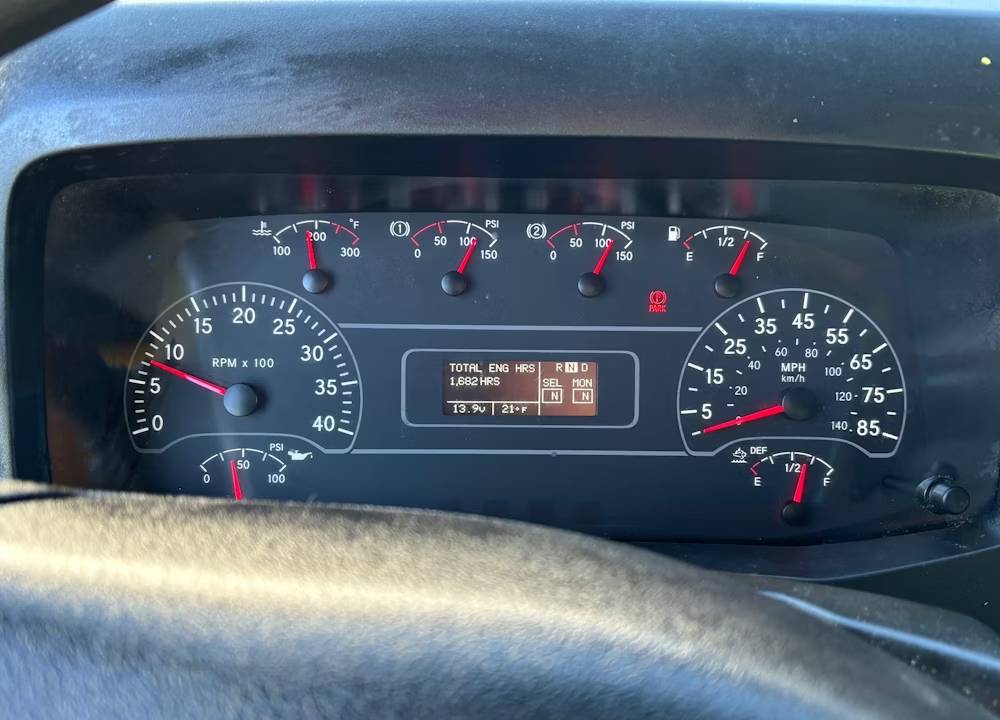 °F
100 200 300
(1) PSI
0 50 100 150
(2) PSI
0 50 100 150
E 1/2 F
(P)
PARK
0 5 10 15 20 25 30 35 40
RPM x 100
TOTAL ENG HRS
1,682HRS
13.9V 21°F
R N D
SEL MON
N N
5 15 25 35 45 55 65 75 85
MPH
km/h
20 40 60 80 100 120 140
PSI
0 50 100
DEF
E 1/2 F